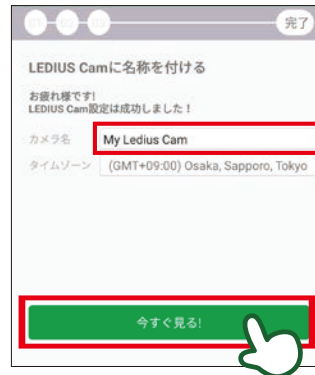 完了
LEDIUS Camに名称を付ける
お疲れ様です!
LEDIUS Cam設定は成功しました！
カメラ名 My Ledius Cam
タイムゾーン (GMT+09:00) Osaka, Sapporo, Tokyo
今すぐ見る!